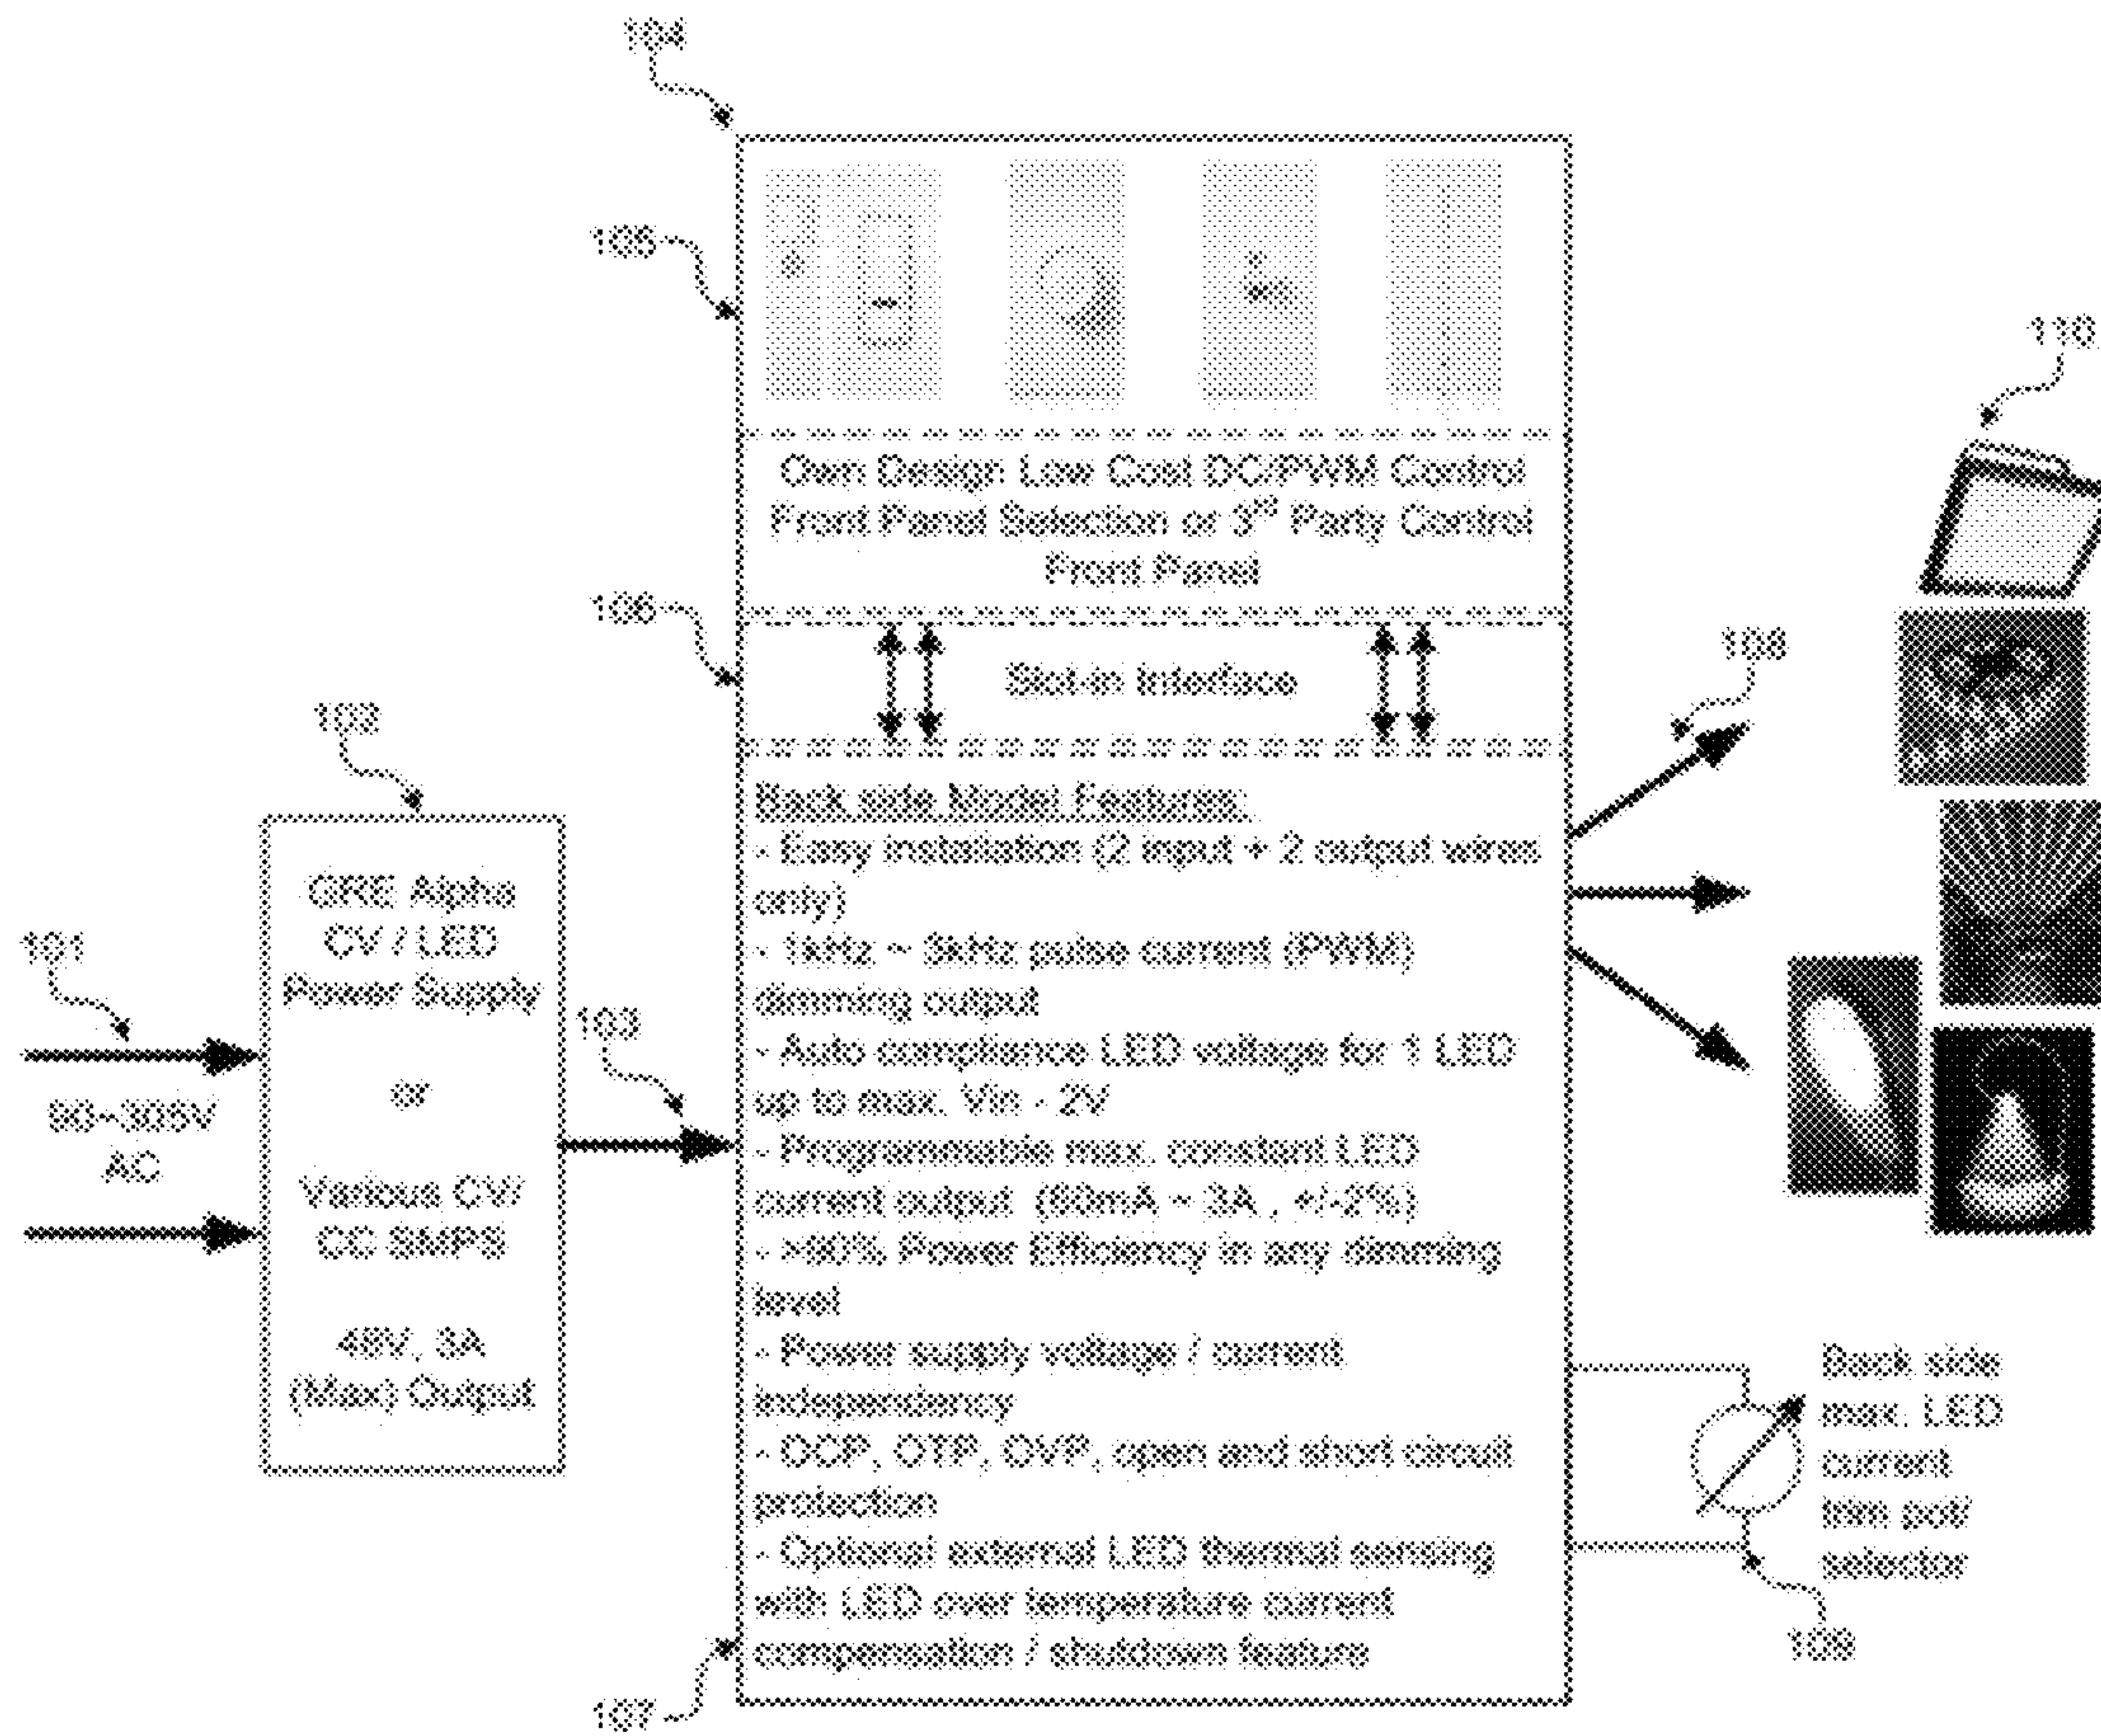 104
105
110
Own Design Low Cost DC/PWM Control
Front Panel Selection or 3rd Party Control
Front Panel
106
Slot-in Interface
108
102
Back side Model Features:
- Easy installation (2 input + 2 output wires
only)
- 1kHz ~ 3kHz pulse current (PWM)
dimming output
- Auto compliance LED voltage for 1 LED
up to max. Vin - 2V
- Programmable max. constant LED
current output (60mA ~ 3A , +/-2%)
- >90% Power Efficiency in any dimming
level
- Power supply voltage / current
independency
- OCP, OTP, OVP, open and short circuit
protection
- Optional external LED thermal sensing
with LED over temperature current
compensation / shutdown feature
GRE Alpha
CV / LED
Power Supply
or
Various CV/
CC SMPS
48V, 3A
(Max) Output
101
90~305V
AC
103
Back side
max. LED
current
trim pot/
selector
109
107